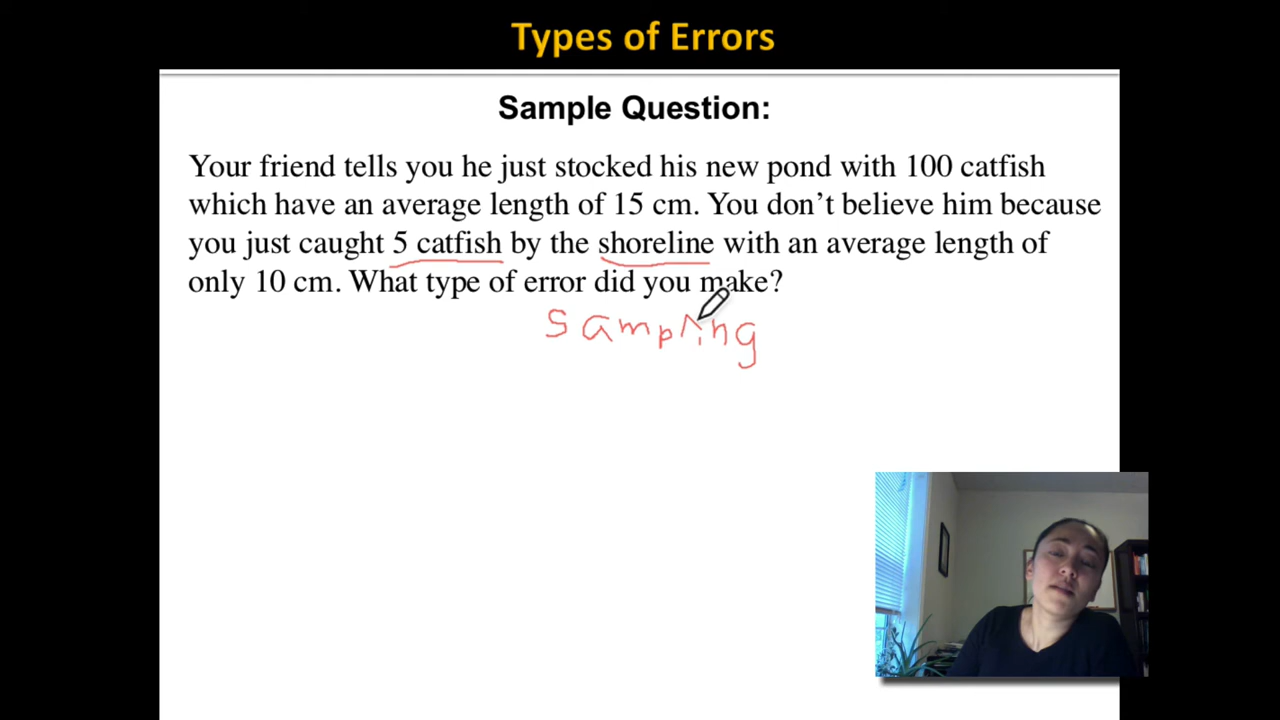 Types of Errors
Sample Question:
Your friend tells you he just stocked his new pond with 100 catfish
which have an average length of 15 cm. You don't believe him because
you just caught 5 catfish by the shoreline with an average length of
only 10 cm. What type of error did you make?
sampling